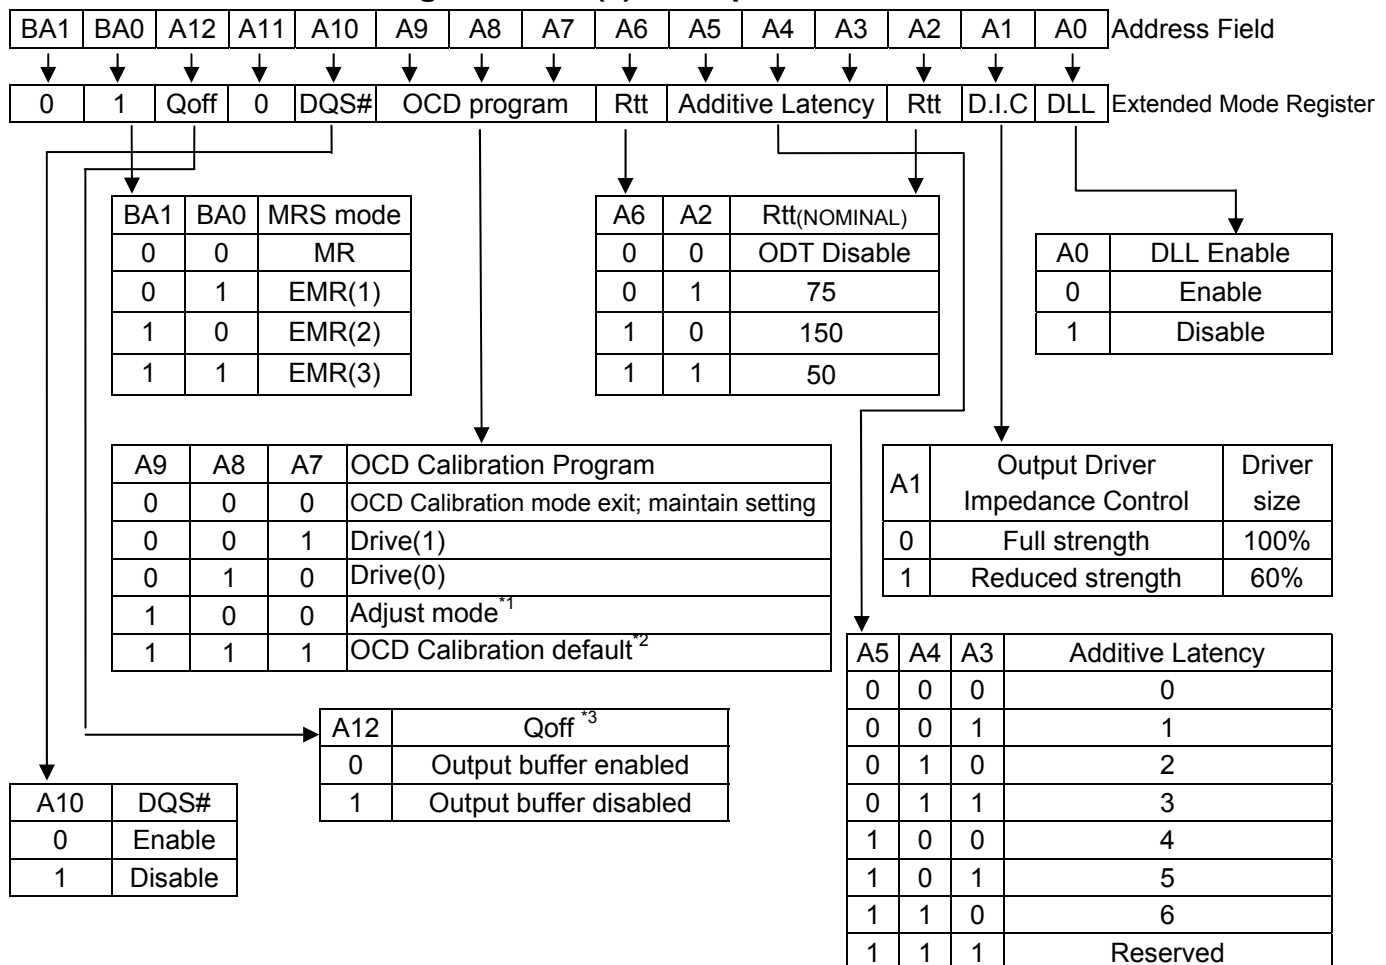 BA1 BA0 A12 A11 A10 A9 A8 A7 A6 A5 A4 A3 A2 A1 A0 Address Field
0 1 Qoff 0 DQS# OCD program Rtt Additive Latency Rtt D.I.C DLL Extended Mode Register
BA1 BA0 MRS mode
0 0 MR
0 1 EMR(1)
1 0 EMR(2)
1 1 EMR(3)
A6 A2 Rtt(NOMINAL)
0 0 ODT Disable
0 1 75
1 0 150
1 1 50
A0 DLL Enable
0 Enable
1 Disable
A9 A8 A7 OCD Calibration Program
0 0 0 OCD Calibration mode exit; maintain setting
0 0 1 Drive(1)
0 1 0 Drive(0)
1 0 0 Adjust mode*1
1 1 1 OCD Calibration default*2
A1 Output Driver Impedance Control Driver size
0 Full strength 100%
1 Reduced strength 60%
A12 Qoff *3
0 Output buffer enabled
1 Output buffer disabled
A10 DQS#
0 Enable
1 Disable
A5 A4 A3 Additive Latency
0 0 0 0
0 0 1 1
0 1 0 2
0 1 1 3
1 0 0 4
1 0 1 5
1 1 0 6
1 1 1 Reserved